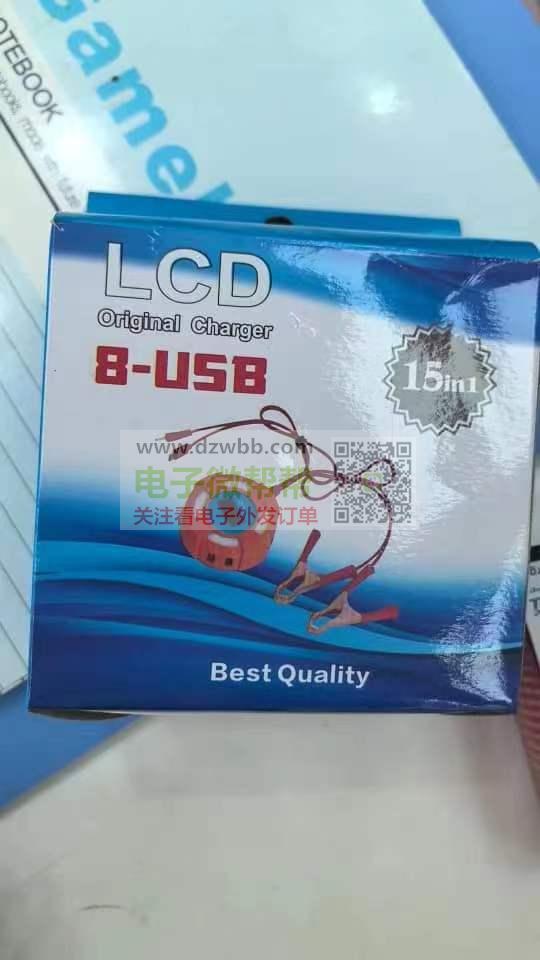 Game
NOTEBOOK
LCD
Original Charger
8-USB
15in1
www.dzwbb.com
电子微帮帮
关注看电子外发订单
Best Quality